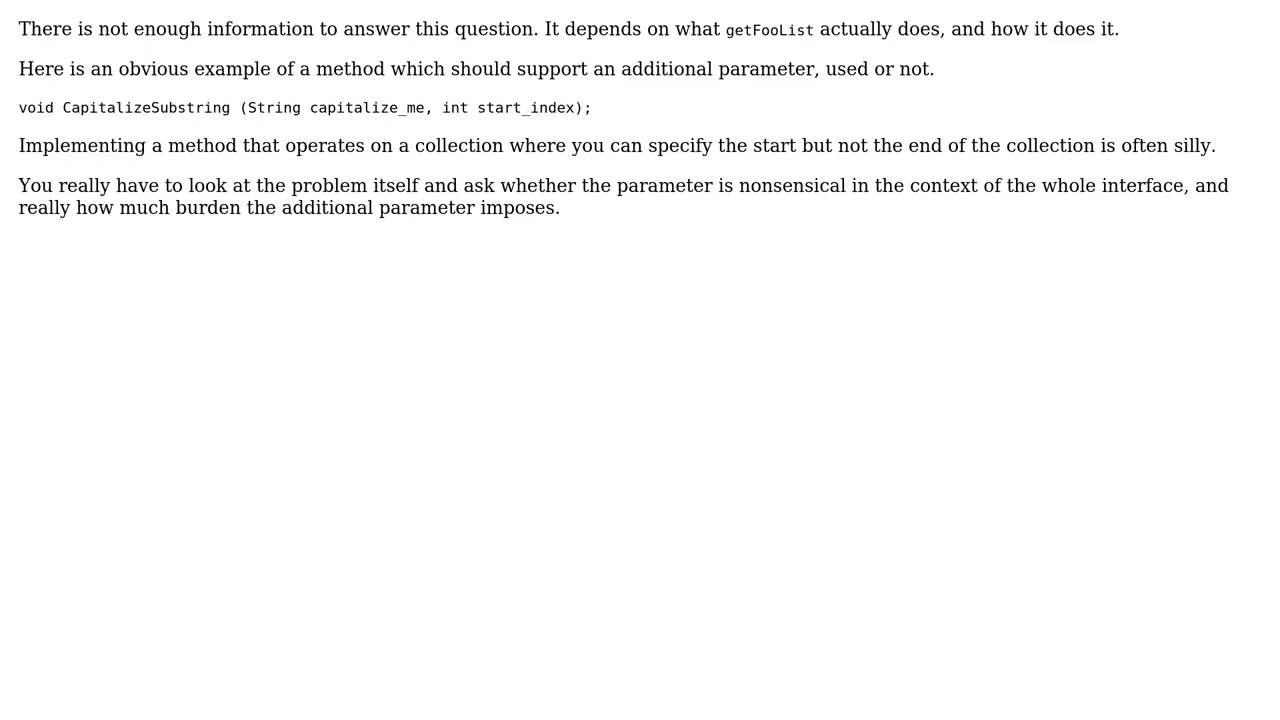 There is not enough information to answer this question. It depends on what getFooList actually does, and how it does it.
Here is an obvious example of a method which should support an additional parameter, used or not.
void CapitalizeSubstring (String capitalize_me, int start_index);
Implementing a method that operates on a collection where you can specify the start but not the end of the collection is often silly.
You really have to look at the problem itself and ask whether the parameter is nonsensical in the context of the whole interface, and
really how much burden the additional parameter imposes.